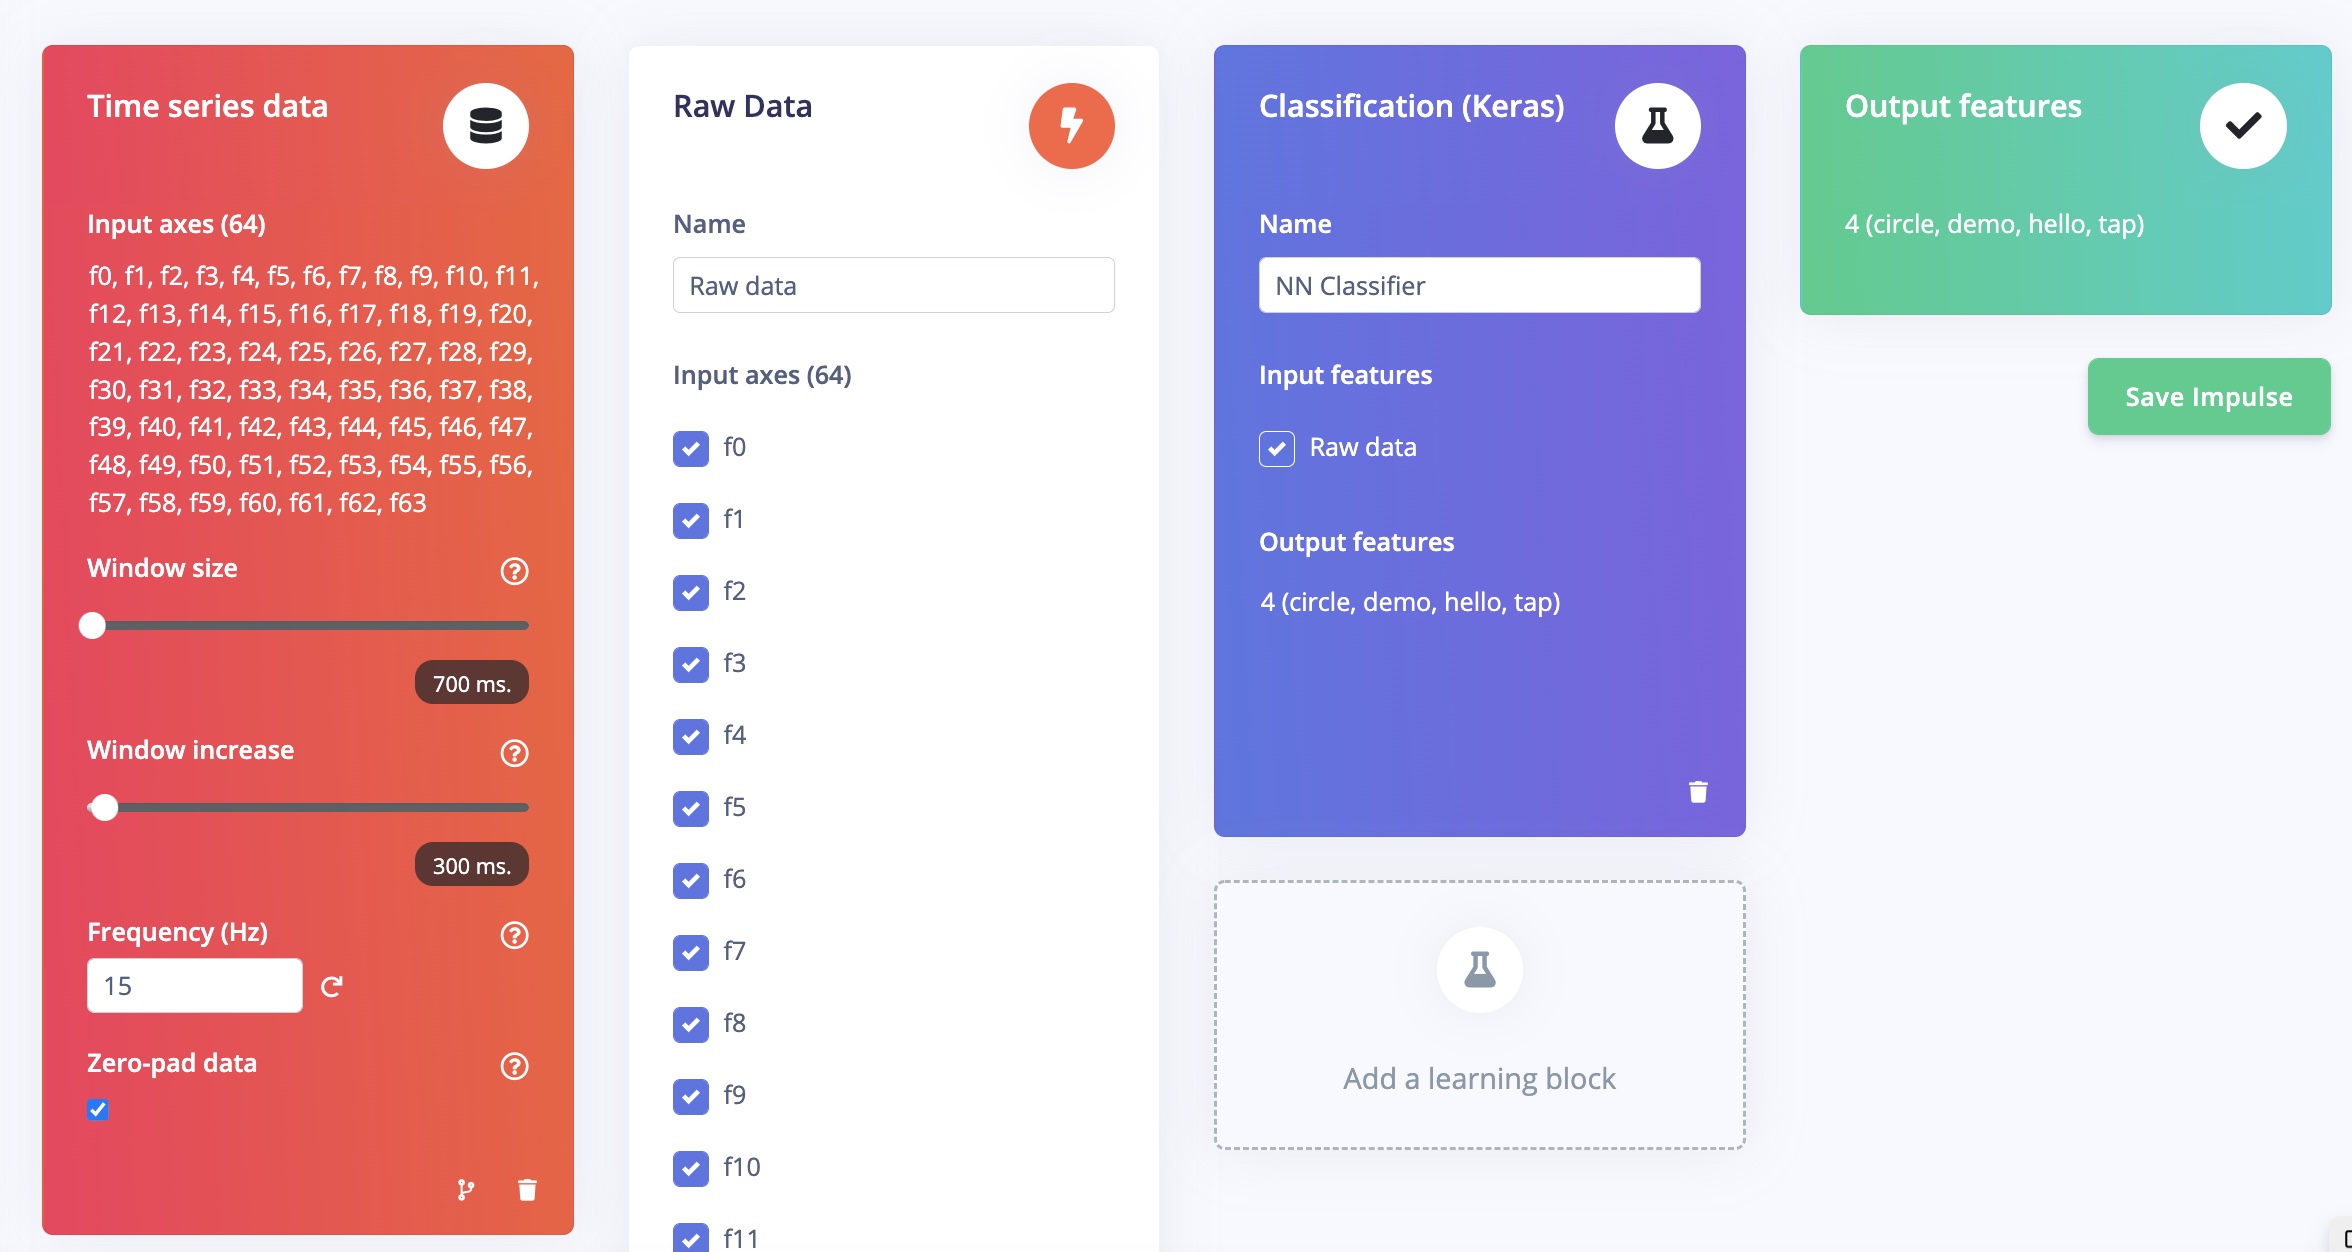 Time series data
Input axes (64)
f0, f1, f2, f3, f4, f5, f6, f7, f8, f9, f10, f11,
f12, f13, f14, f15, f16, f17, f18, f19, f20,
f21, f22, f23, f24, f25, f26, f27, f28, f29,
f30, f31, f32, f33, f34, f35, f36, f37, f38,
f39, f40, f41, f42, f43, f44, f45, f46, f47,
f48, f49, f50, f51, f52, f53, f54, f55, f56,
f57, f58, f59, f60, f61, f62, f63
Window size
700 ms.
Window increase
300 ms.
Frequency (Hz)
15
Zero-pad data
Raw Data
Name
Raw data
Input axes (64)
f0
f1
f2
f3
f4
f5
f6
f7
f8
f9
f10
f11
Classification (Keras)
Name
NN Classifier
Input features
Raw data
Output features
4 (circle, demo, hello, tap)
Add a learning block
Output features
4 (circle, demo, hello, tap)
Save Impulse